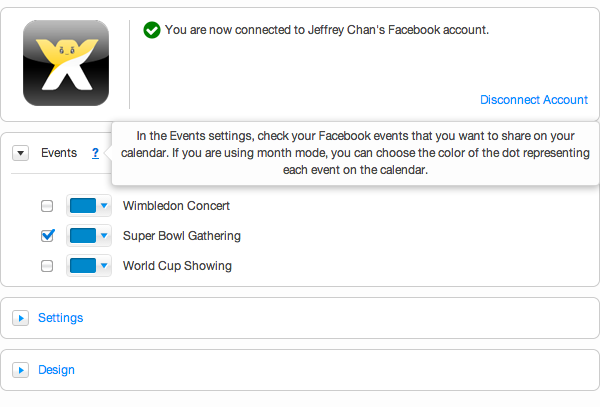 You are now connected to Jeffrey Chan's Facebook account.
Disconnect Account
Events ?
In the Events settings, check your Facebook events that you want to share on your
calendar. If you are using month mode, you can choose the color of the dot representing
each event on the calendar.
Wimbledon Concert
Super Bowl Gathering
World Cup Showing
Settings
Design